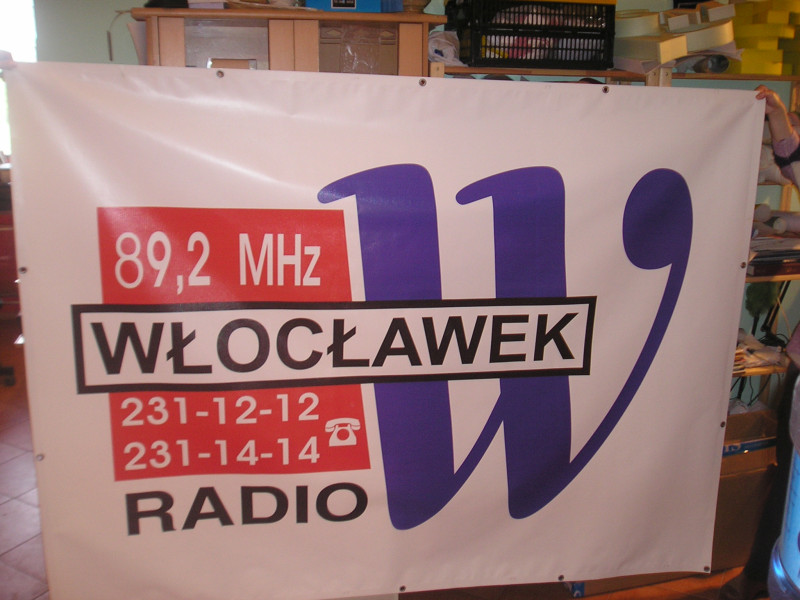 89,2 MHz
WŁOCŁAWEK
231-12-12
231-14-14
RADIO
W